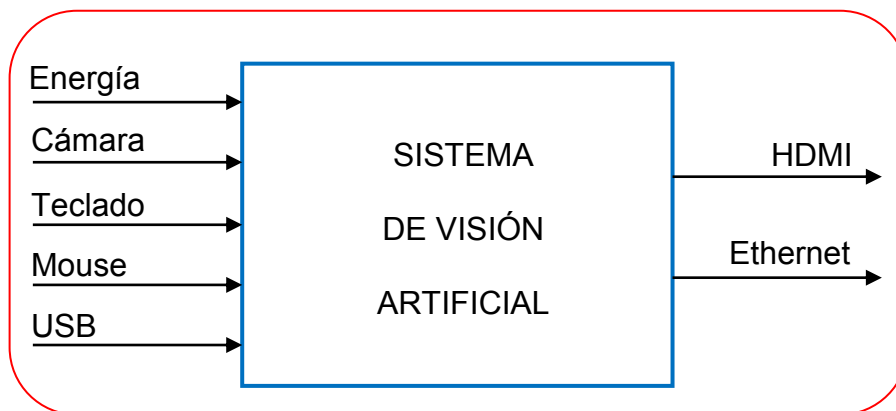 Energía
Cámara
Teclado
Mouse
USB
SISTEMA
DE VISIÓN
ARTIFICIAL
HDMI
Ethernet